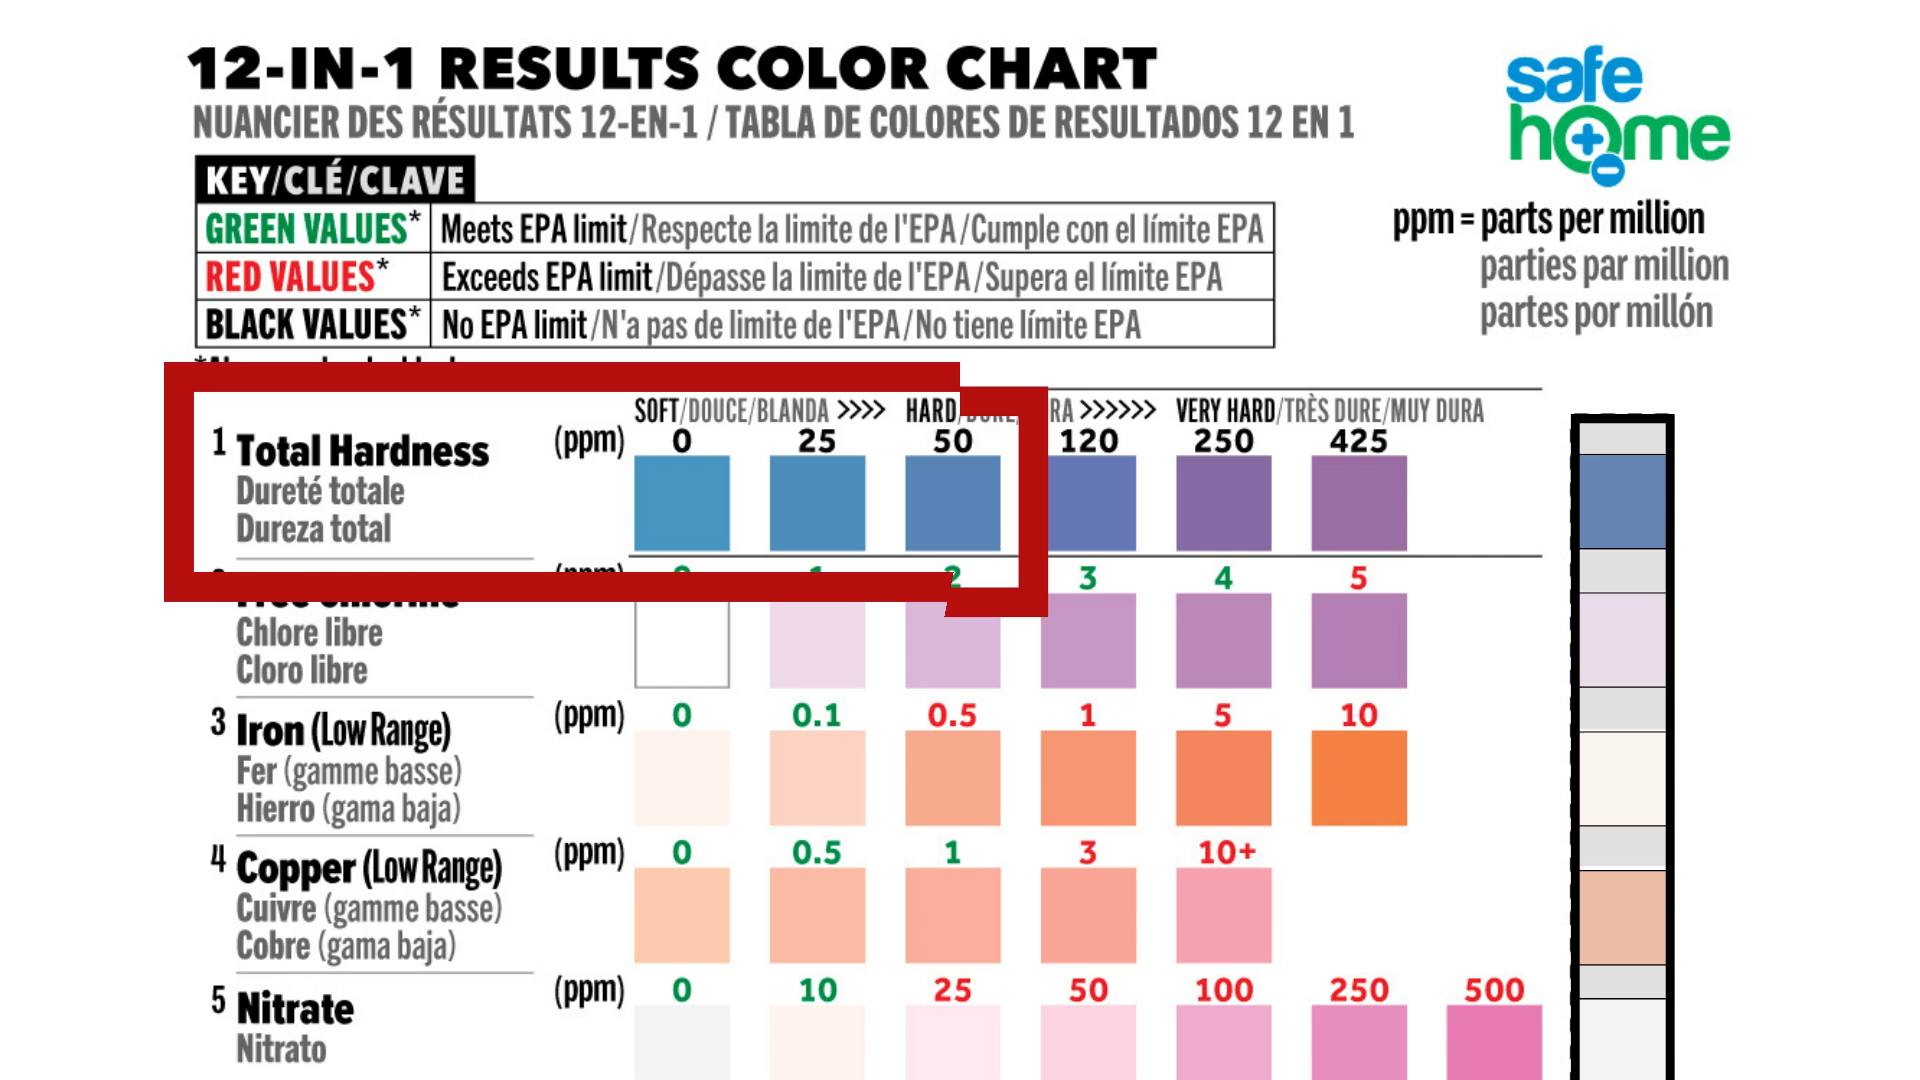 12-IN-1 RESULTS COLOR CHART
NUANCIER DES RÉSULTATS 12-EN-1 / TABLA DE COLORES DE RESULTADOS 12 EN 1
safe
home
KEY/CLÉ/CLAVE
GREEN VALUES* Meets EPA limit/Respecte la limite de l'EPA/Cumple con el límite EPA
RED VALUES* Exceeds EPA limit/Dépasse la limite de l'EPA/Supera el límite EPA
BLACK VALUES* No EPA limit/N'a pas de limite de l'EPA/No tiene límite EPA
ppm = parts per million
parties par million
partes por millón
SOFT/DOUCE/BLANDA >>>> HARD RA >>>>>> VERY HARD/TRÈS DURE/MUY DURA
1 Total Hardness (ppm) 0 25 50 120 250 425
Dureté totale
Dureza total
2 3 4 5
Chlore libre
Cloro libre
3 Iron (Low Range) (ppm) 0 0.1 0.5 1 5 10
Fer (gamme basse)
Hierro (gama baja)
4 Copper (Low Range) (ppm) 0 0.5 1 3 10+
Cuivre (gamme basse)
Cobre (gama baja)
5 Nitrate (ppm) 0 10 25 50 100 250 500
Nitrato